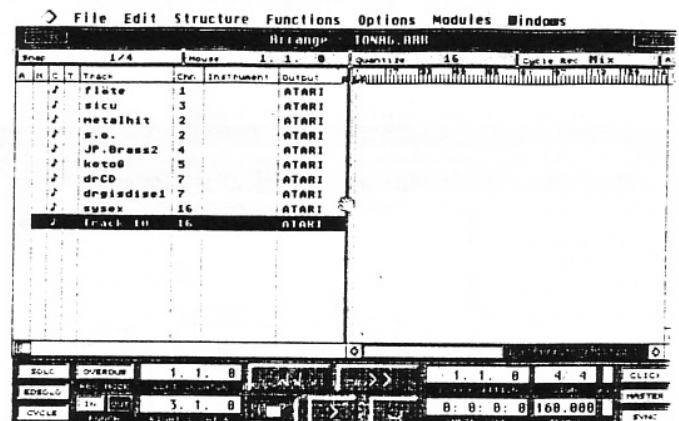 File Edit Structure Functions Options Modules Windows
Arrange - TONAG.ARR
Snap 1/4 Mouse 1. 1. 0 Quantize 16 Cycle Rec Mix
A M C T Track Chn Instrument Output
flöte 1 ATARI
sicu 3 ATARI
Metalhit 2 ATARI
s.o. 2 ATARI
JP.Brass2 4 ATARI
koto@ 5 ATARI
drCD 7 ATARI
drgisdise1 7 ATARI
sysex 16 ATARI
Track 10 16 ATARI
SOLO OVERDUB 1. 1. 0 << >> 1. 1. 0 4/ 4 CLICK
EDSOLO
IN OUT 3. 1. 0 0: 0: 0: 0 160.000 MASTER
CYCLE SYNC